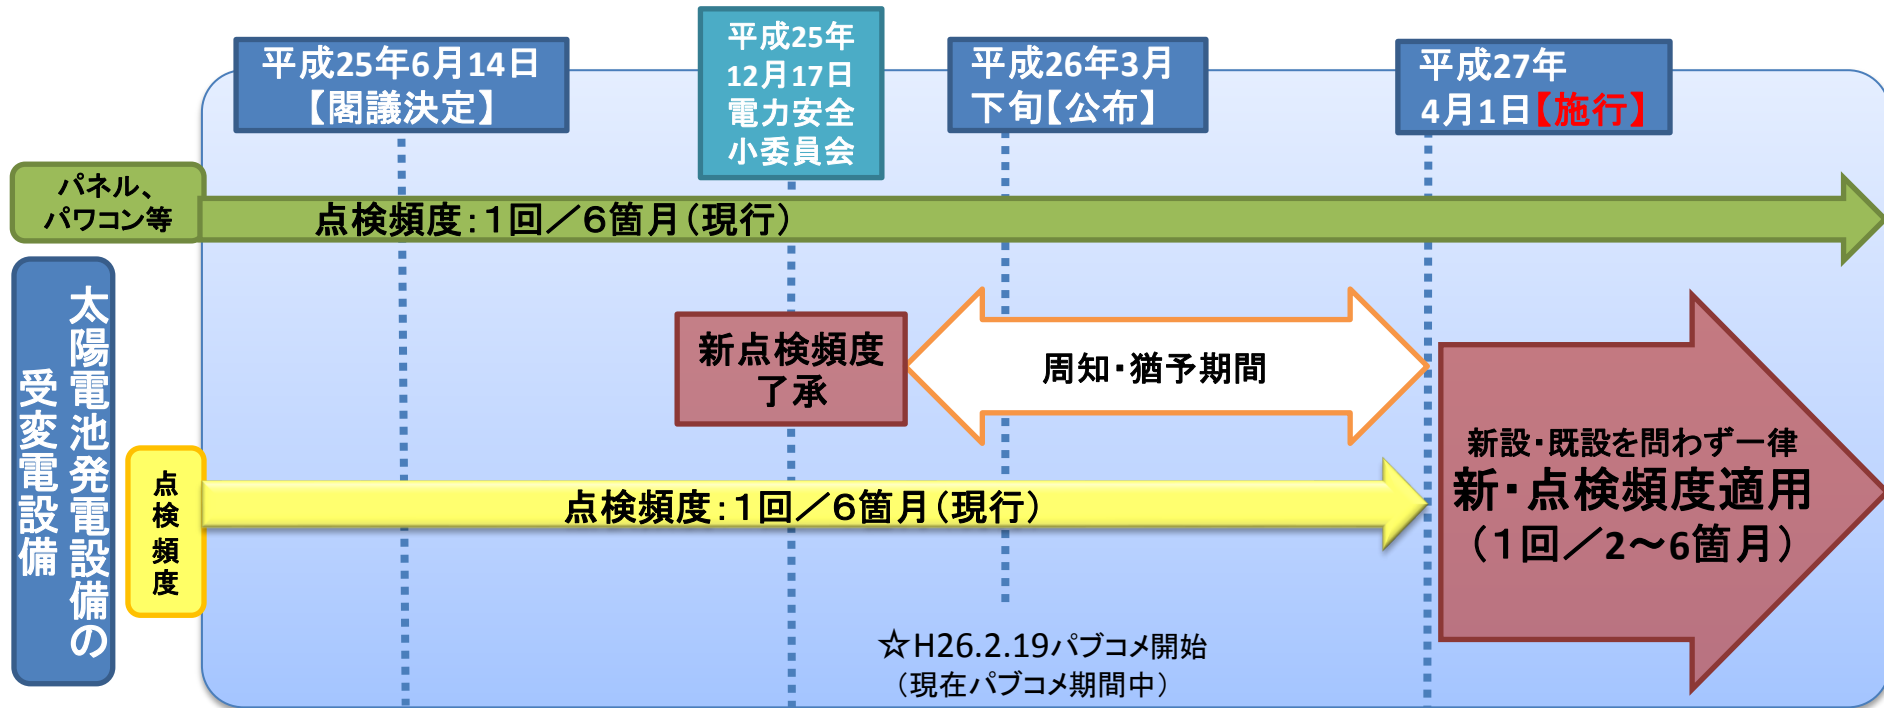 平成25年6月14日
【閣議決定】
平成25年
12月17日
電力安全
小委員会
平成26年3月
下旬【公布】
平成27年
4月1日【施行】
パネル、
パワコン等
点検頻度：１回／６箇月（現行）
太陽電池発電設備の
受変電設備
新点検頻度
了承
周知・猶予期間
点検頻度
点検頻度：１回／６箇月（現行）
新設・既設を問わず一律
新・点検頻度適用
（１回／2～6箇月）
☆H26.2.19パブコメ開始
（現在パブコメ期間中）